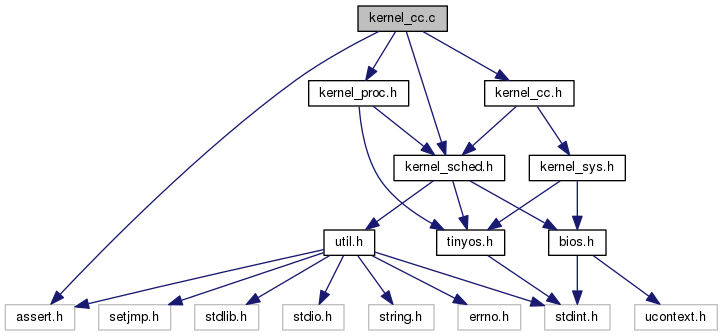 kernel_cc.c
kernel_proc.h
kernel_cc.h
kernel_sched.h
kernel_sys.h
util.h
tinyos.h
bios.h
assert.h
setjmp.h
stdlib.h
stdio.h
string.h
errno.h
stdint.h
ucontext.h